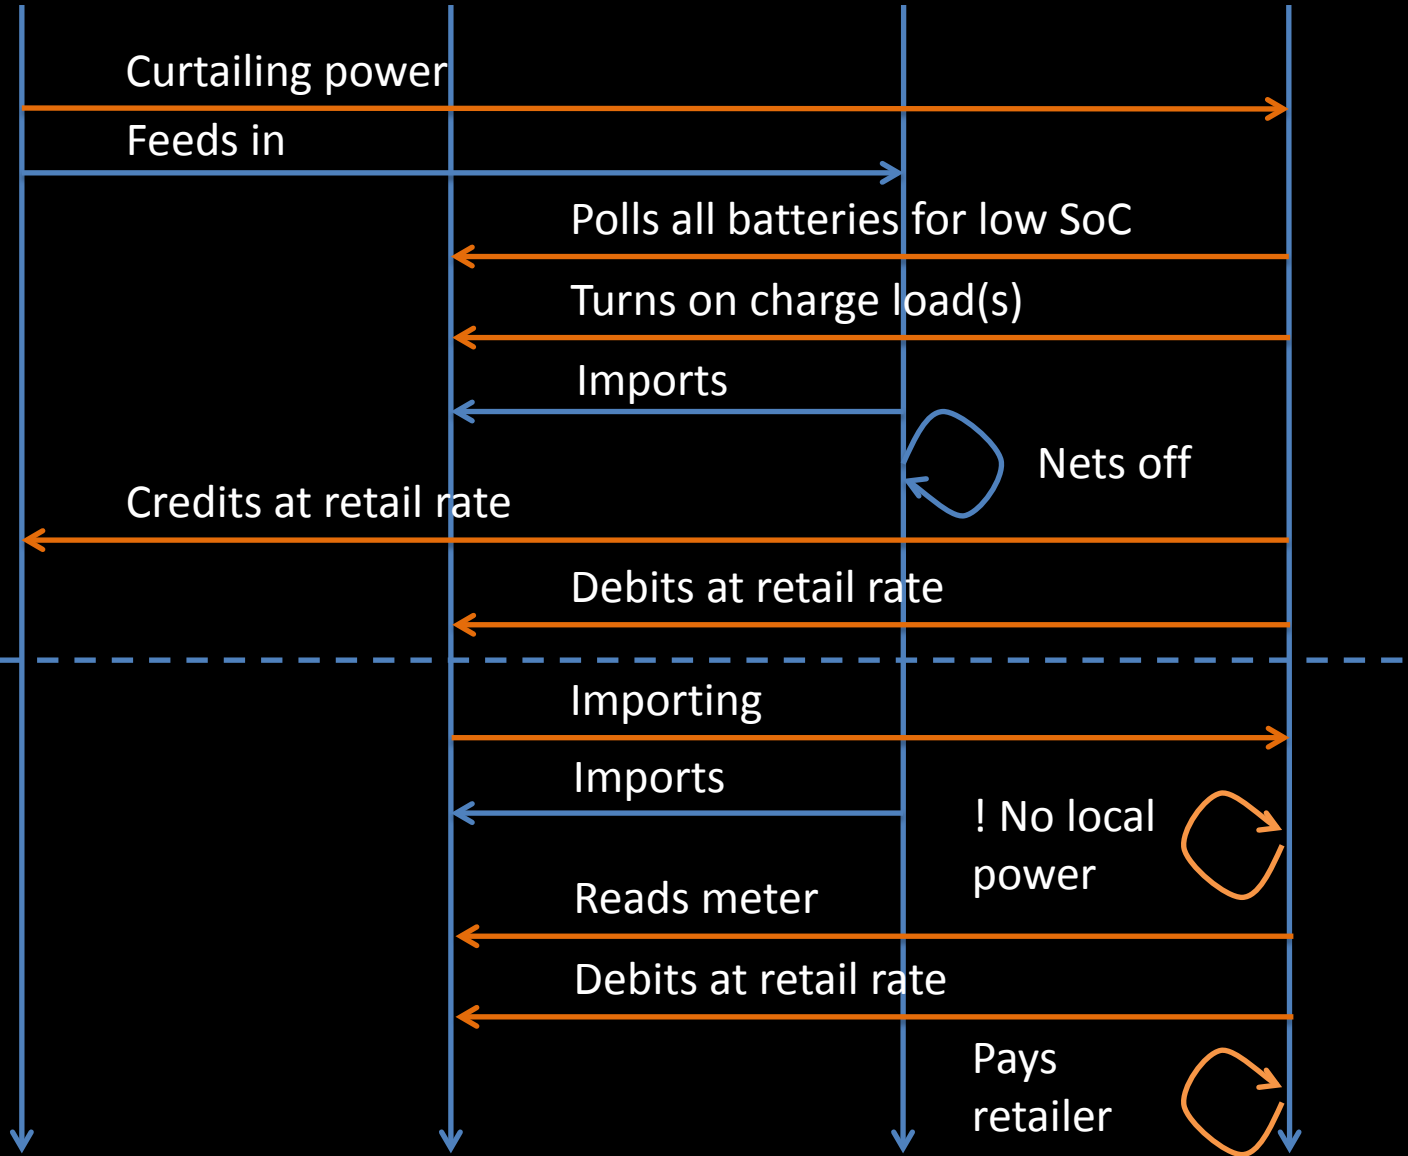 Curtailing power
Feeds in
Polls all batteries for low SoC
Turns on charge load(s)
Imports
Nets off
Credits at retail rate
Debits at retail rate
Importing
Imports
! No local
power
Reads meter
Debits at retail rate
Pays
retailer